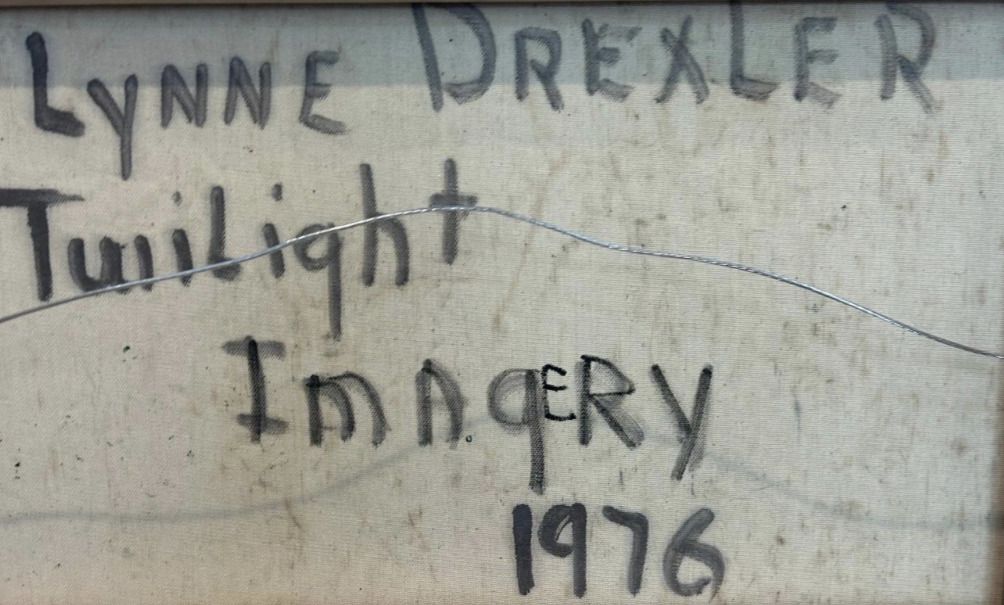 LYNNE DREXLER
TwiLight
ImAgERy
1976